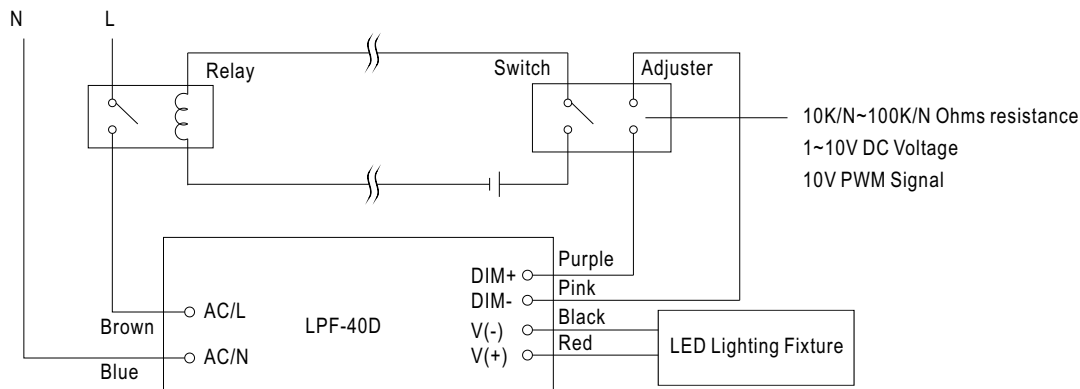 N
L
Relay
Switch
Adjuster
10K/N~100K/N Ohms resistance
1~10V DC Voltage
10V PWM Signal
Purple
DIM+
Pink
DIM-
Black
V(-)
Red
V(+)
AC/L
Brown
LPF-40D
AC/N
Blue
LED Lighting Fixture